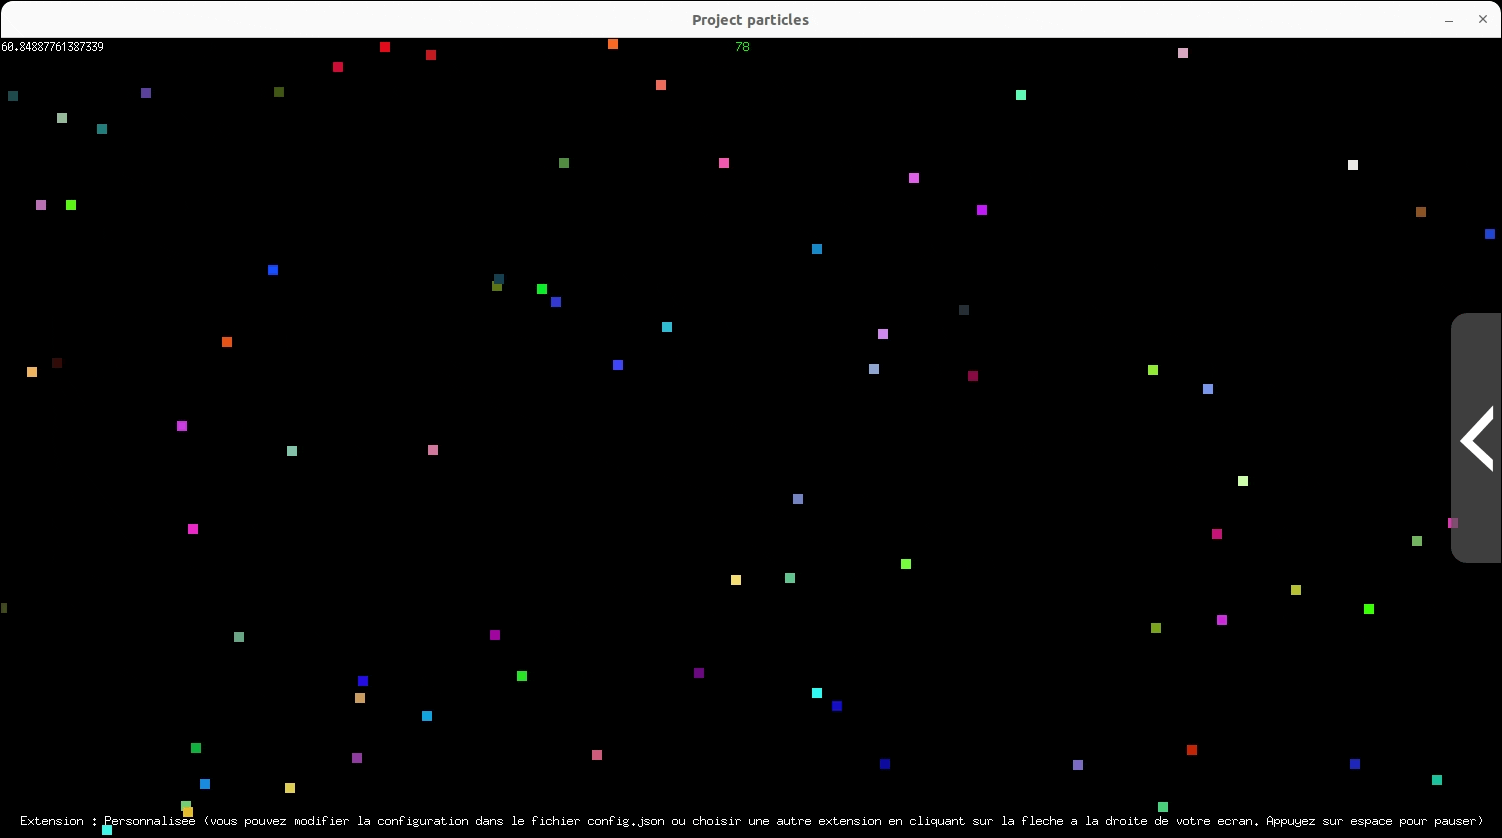 Project particles
60.84887761387339
78
Extension : Personnalisee (vous pouvez modifier la configuration dans le fichier config.json ou choisir une autre extension en cliquant sur la fleche a la droite de votre ecran. Appuyez sur espace pour pauser)